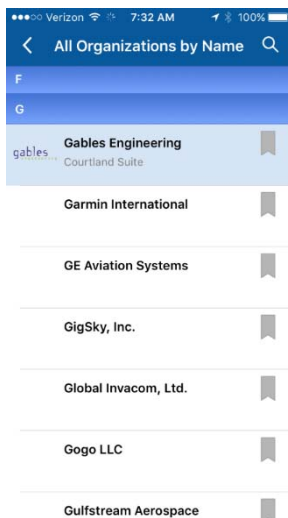 Verizon 7:32 AM 100%
All Organizations by Name
F
G
gables
Gables Engineering
Courtland Suite
Garmin International
GE Aviation Systems
GigSky, Inc.
Global Invacom, Ltd.
Gogo LLC
Gulfstream Aerospace